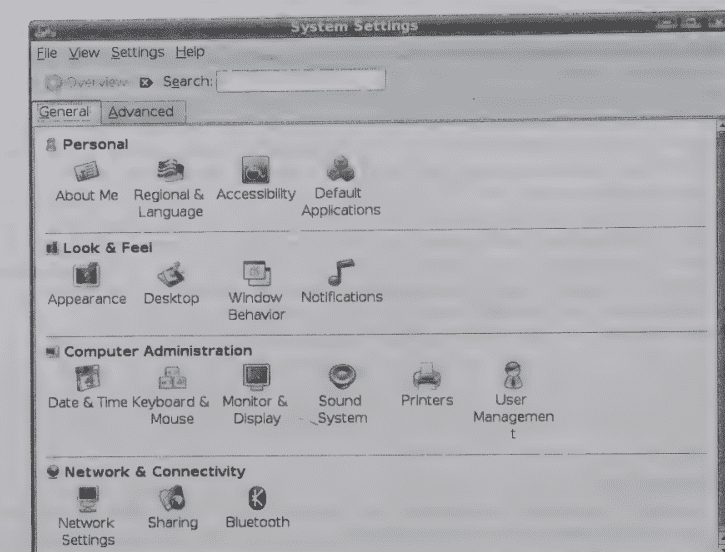 System Settings
File View Settings Help
Overview Search:
General Advanced
Personal
About Me Regional & Accessibility Default
Language Applications
Look & Feel
Appearance Desktop Window Notifications
Behavior
Computer Administration
Date & Time Keyboard & Monitor & Sound Printers User
Mouse Display System Managemen
t
Network & Connectivity
Network Sharing Bluetooth
Settings